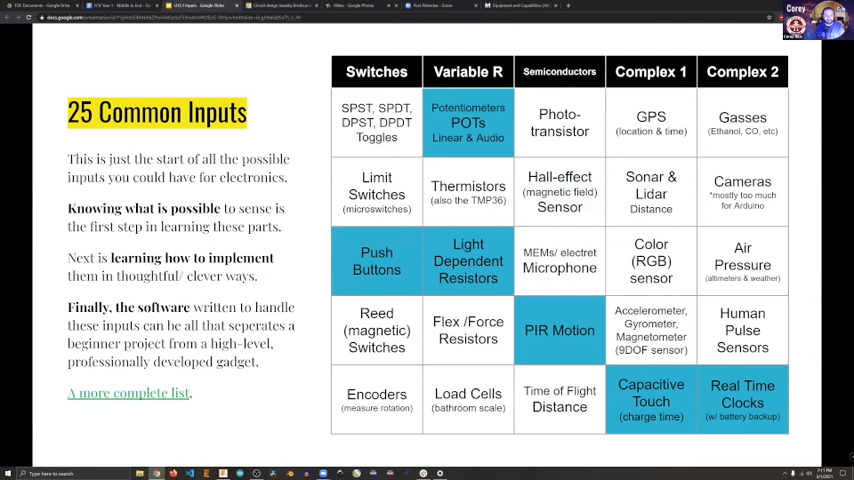 25 Common Inputs
This is just the start of all the possible
inputs you could have for electronics.
Knowing what is possible to sense is
the first step in learning these parts.
Next is learning how to implement
them in thoughtful/ clever ways.
Finally, the software written to handle
these inputs can be all that seperates a
beginner project from a high-level,
professionally developed gadget.
A more complete list.
Switches
Variable R
Semiconductors
Complex 1
Complex 2
SPST, SPDT,
DPST, DPDT
Toggles
Potentiometers
POTs
Linear & Audio
Photo-
transistor
GPS
(location & time)
Gasses
(Ethanol, CO, etc)
Limit
Switches
(microswitches)
Thermistors
(also the TMP36)
Hall-effect
(magnetic field)
Sensor
Sonar &
Lidar
Distance
Cameras
*mostly too much
for Arduino
Push
Buttons
Light
Dependent
Resistors
MEMs/ electret
Microphone
Color
(RGB)
sensor
Air
Pressure
(altimeters & weather)
Reed
(magnetic)
Switches
Flex /Force
Resistors
PIR Motion
Accelerometer,
Gyrometer,
Magnetometer
(9DOF sensor)
Human
Pulse
Sensors
Encoders
(measure rotation)
Load Cells
(bathroom scale)
Time of Flight
Distance
Capacitive
Touch
(charge time)
Real Time
Clocks
(w/ battery backup)
Corey
Type here to search
7:11 PM